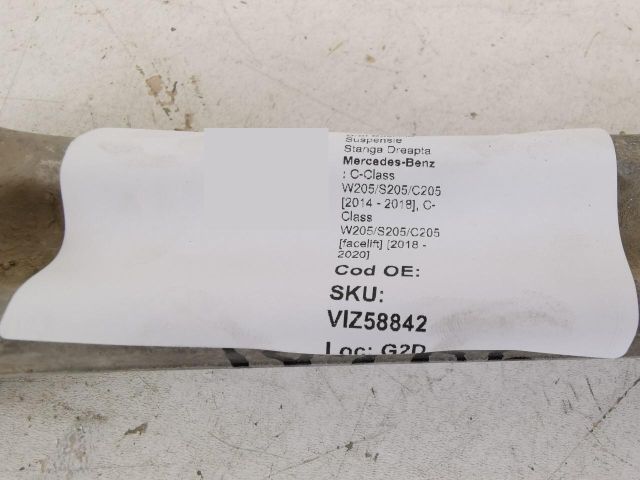 Suspensie
Stanga Dreapta
Mercedes-Benz
: C-Class
W205/S205/C205
[2014 - 2018], C-
Class
W205/S205/C205
[facelift] [2018 -
2020]
Cod OE:
SKU:
VIZ58842
Loc: G2D